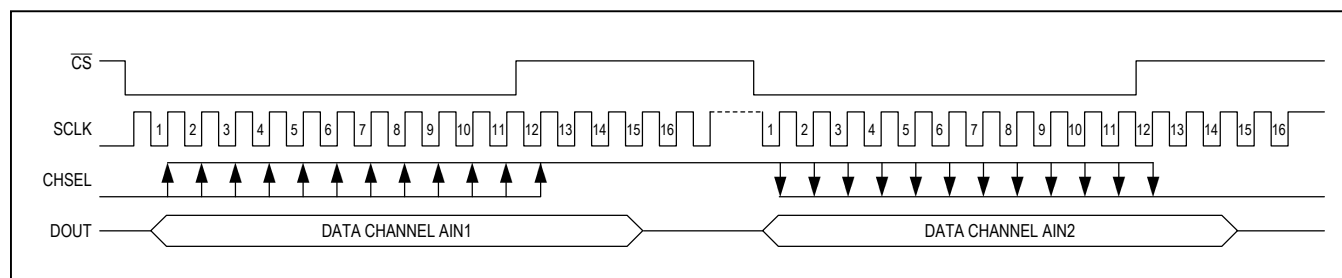 CS
SCLK 1 2 3 4 5 6 7 8 9 10 11 12 13 14 15 16 1 2 3 4 5 6 7 8 9 10 11 12 13 14 15 16
CHSEL
DOUT DATA CHANNEL AIN1 DATA CHANNEL AIN2